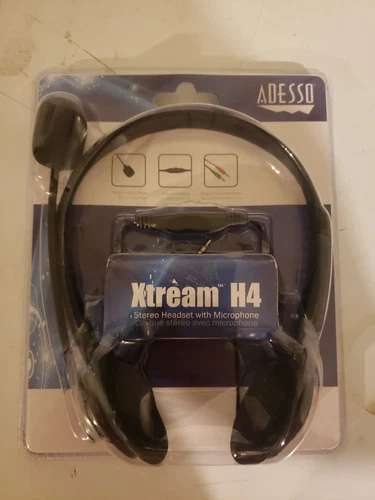 ADESSO
Xtream™ H4
Stereo Headset with Microphone
Casque stéréo avec microphone